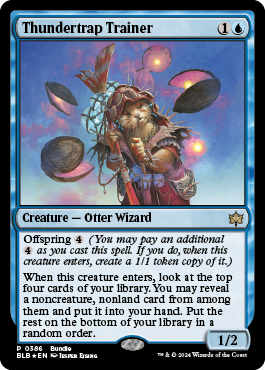 Thundertrap Trainer 1
Creature — Otter Wizard
Offspring 4 (You may pay an additional
4 as you cast this spell. If you do, when this
creature enters, create a 1/1 token copy of it.)
When this creature enters, look at the top
four cards of your library. You may reveal
a noncreature, nonland card from among
them and put it into your hand. Put the
rest on the bottom of your library in a
random order.
1/2
P 0386 Bundle
BLB ★ EN Jesper Ejsing
™ & © 2024 Wizards of the Coast